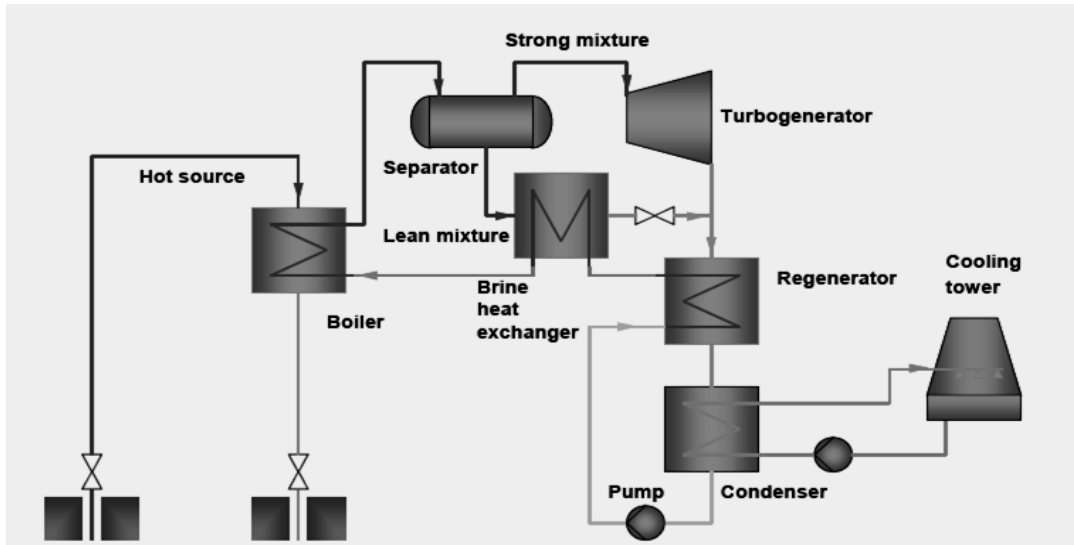 Strong mixture
Turbogenerator
Separator
Hot source
Lean mixture
Cooling
tower
Regenerator
Brine
heat
exchanger
Boiler
Pump
Condenser